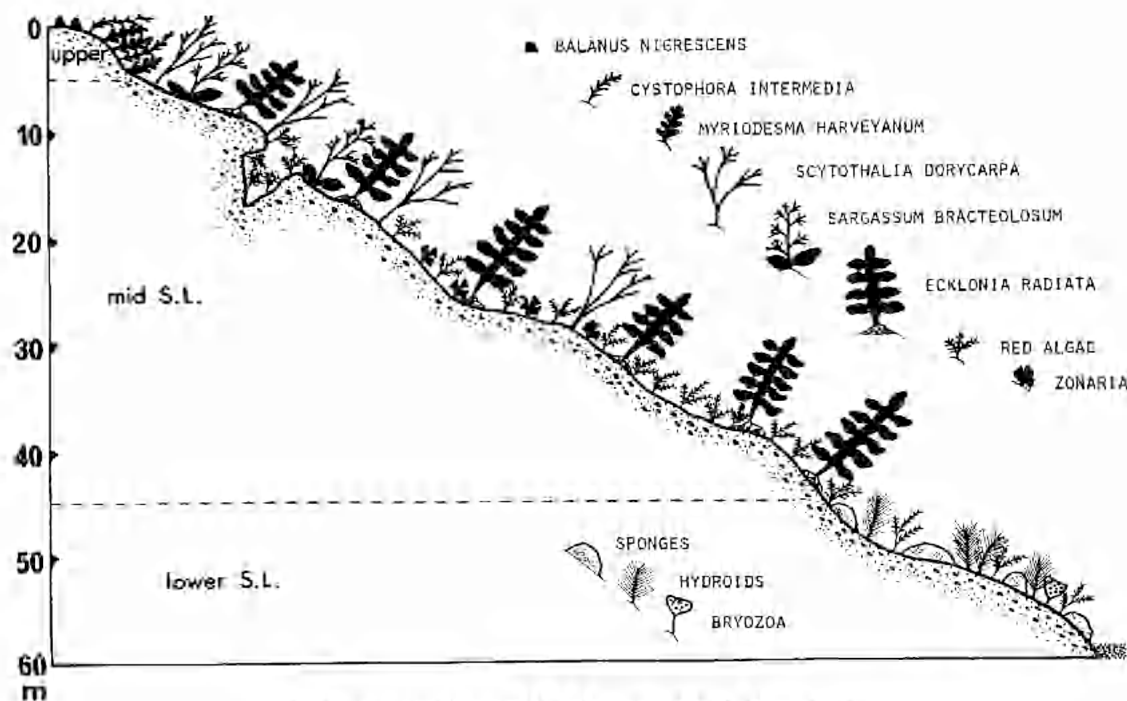 0
upper
10
20
mid S.L.
30
40
50
lower S.L.
60
m
BALANUS NIGRESCENS
CYSTOPHORA INTERMEDIA
MYRIODESMA HARVEYANUM
SCYTOTHALIA DORYCARPA
SARGASSUM BRACTEOLOSUM
ECKLONIA RADIATA
RED ALGAE
ZONARIA
SPONGES
HYDROIDS
BRYOZOA